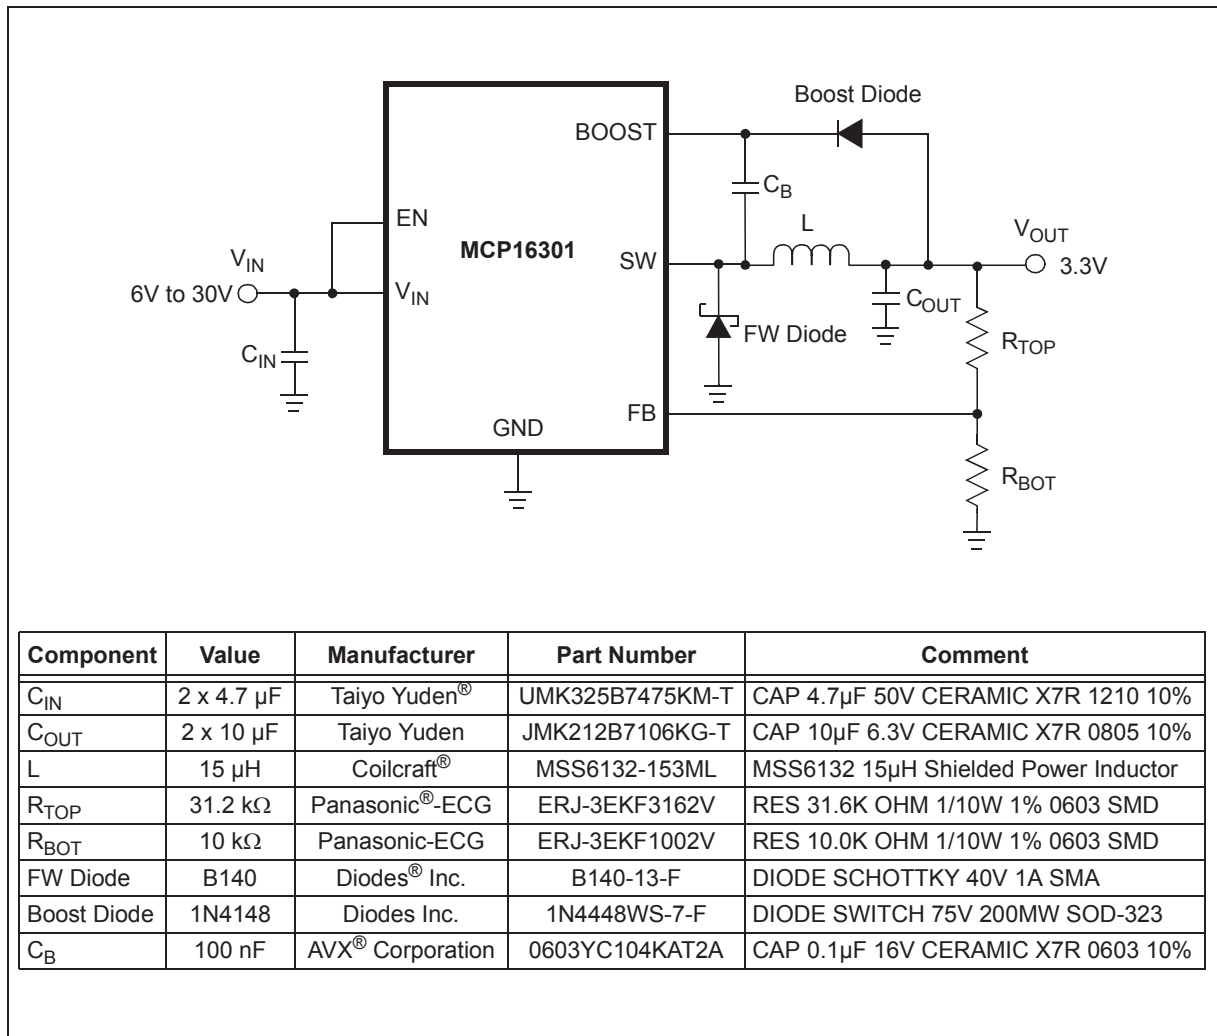 Boost Diode
BOOST
C_B
L
EN
MCP16301
SW
V_OUT
3.3V
V_IN
6V to 30V
V_IN
C_OUT
FW Diode
R_TOP
C_IN
FB
GND
R_BOT
Component Value Manufacturer Part Number Comment
C_IN 2 x 4.7 µF Taiyo Yuden® UMK325B7475KM-T CAP 4.7µF 50V CERAMIC X7R 1210 10%
C_OUT 2 x 10 µF Taiyo Yuden JMK212B7106KG-T CAP 10µF 6.3V CERAMIC X7R 0805 10%
L 15 µH Coilcraft® MSS6132-153ML MSS6132 15µH Shielded Power Inductor
R_TOP 31.2 kΩ Panasonic®-ECG ERJ-3EKF3162V RES 31.6K OHM 1/10W 1% 0603 SMD
R_BOT 10 kΩ Panasonic-ECG ERJ-3EKF1002V RES 10.0K OHM 1/10W 1% 0603 SMD
FW Diode B140 Diodes® Inc. B140-13-F DIODE SCHOTTKY 40V 1A SMA
Boost Diode 1N4148 Diodes Inc. 1N4448WS-7-F DIODE SWITCH 75V 200MW SOD-323
C_B 100 nF AVX® Corporation 0603YC104KAT2A CAP 0.1µF 16V CERAMIC X7R 0603 10%